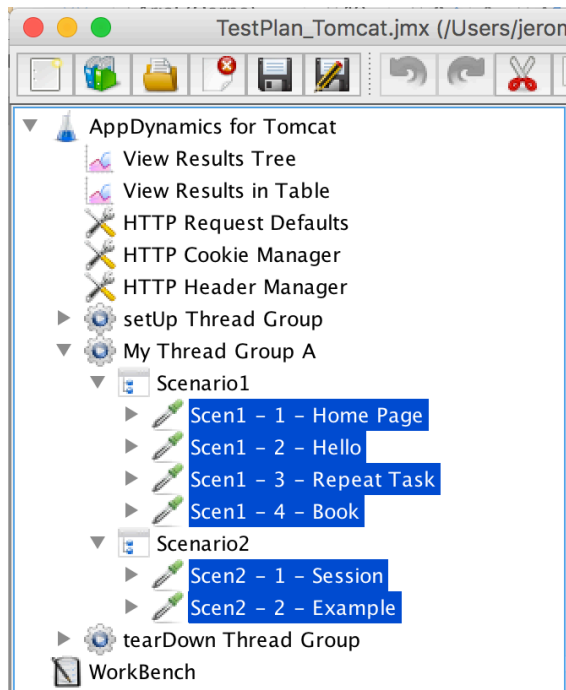 TestPlan_Tomcat.jmx (/Users/jeron
AppDynamics for Tomcat
View Results Tree
View Results in Table
HTTP Request Defaults
HTTP Cookie Manager
HTTP Header Manager
setUp Thread Group
My Thread Group A
Scenario1
Scen1 - 1 - Home Page
Scen1 - 2 - Hello
Scen1 - 3 - Repeat Task
Scen1 - 4 - Book
Scenario2
Scen2 - 1 - Session
Scen2 - 2 - Example
tearDown Thread Group
WorkBench